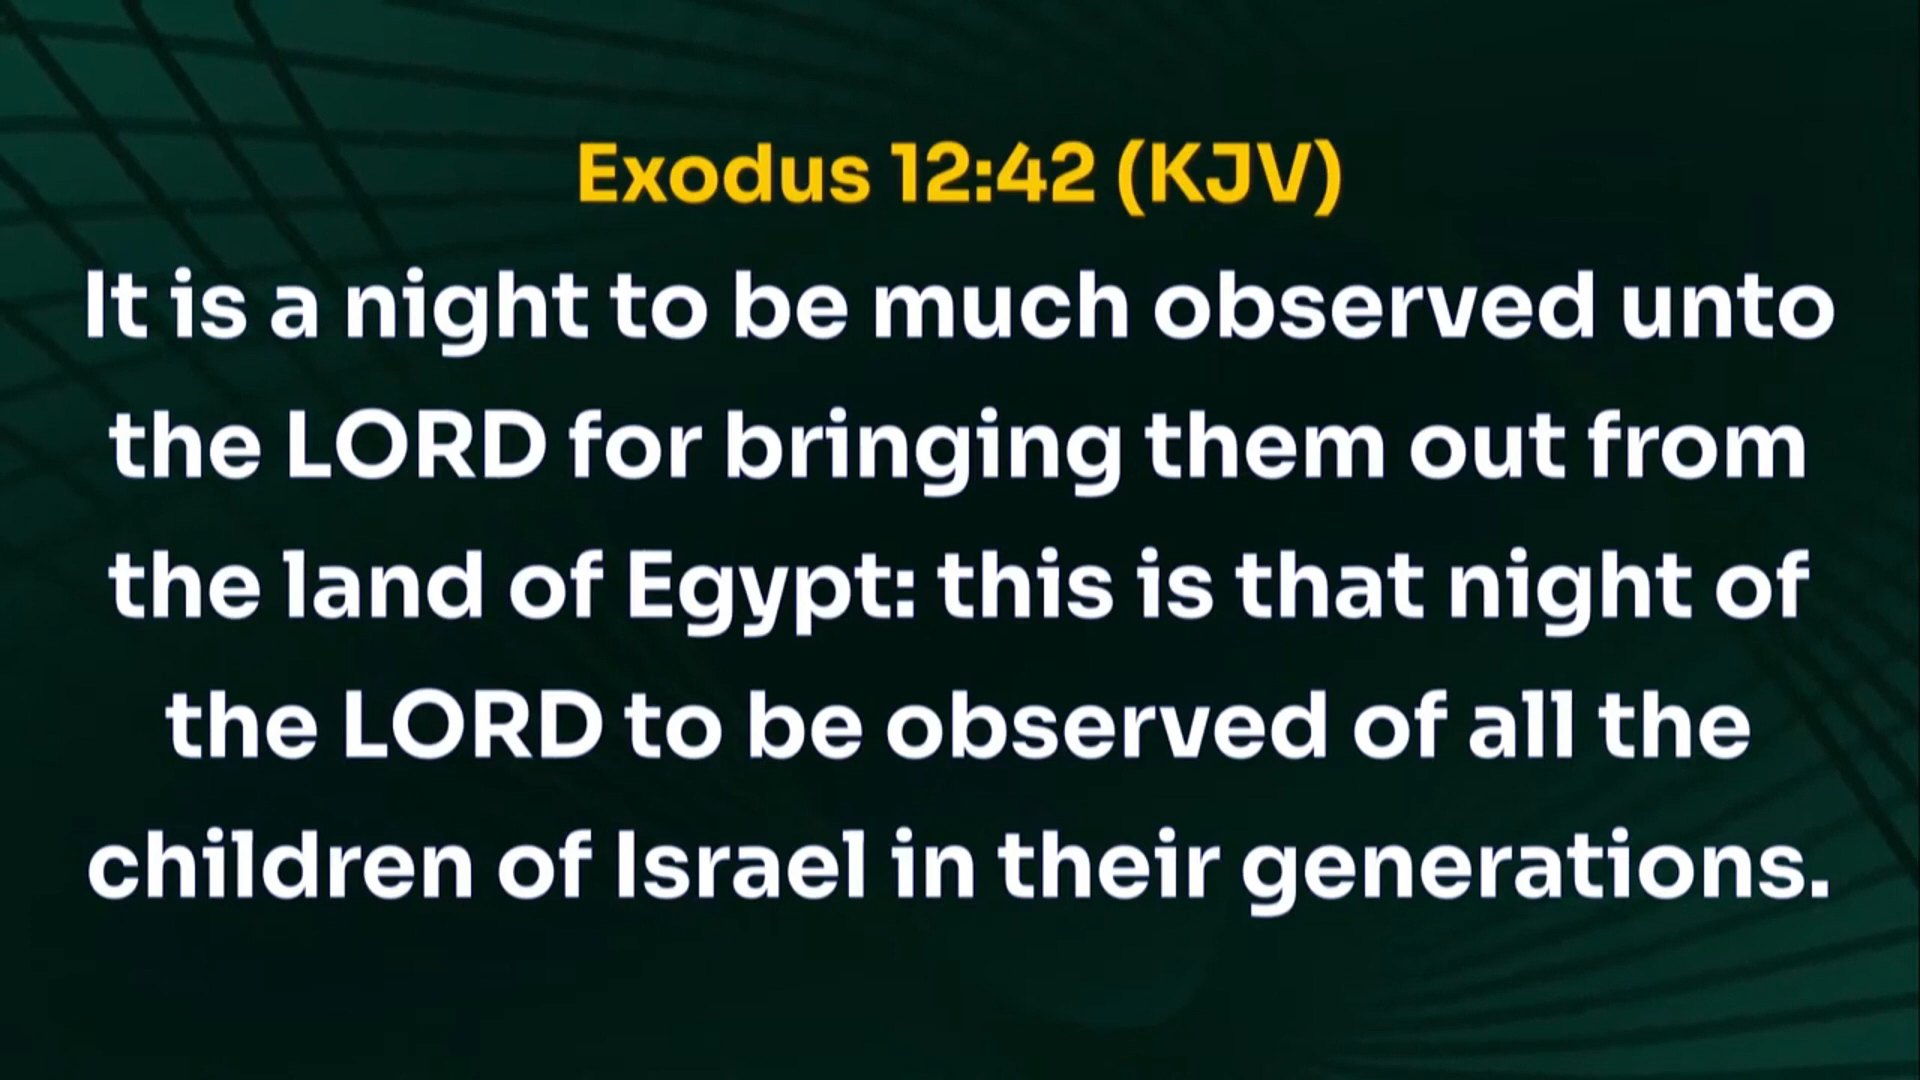 Exodus 12:42 (KJV)
It is a night to be much observed unto
the LORD for bringing them out from
the land of Egypt: this is that night of
the LORD to be observed of all the
children of Israel in their generations.